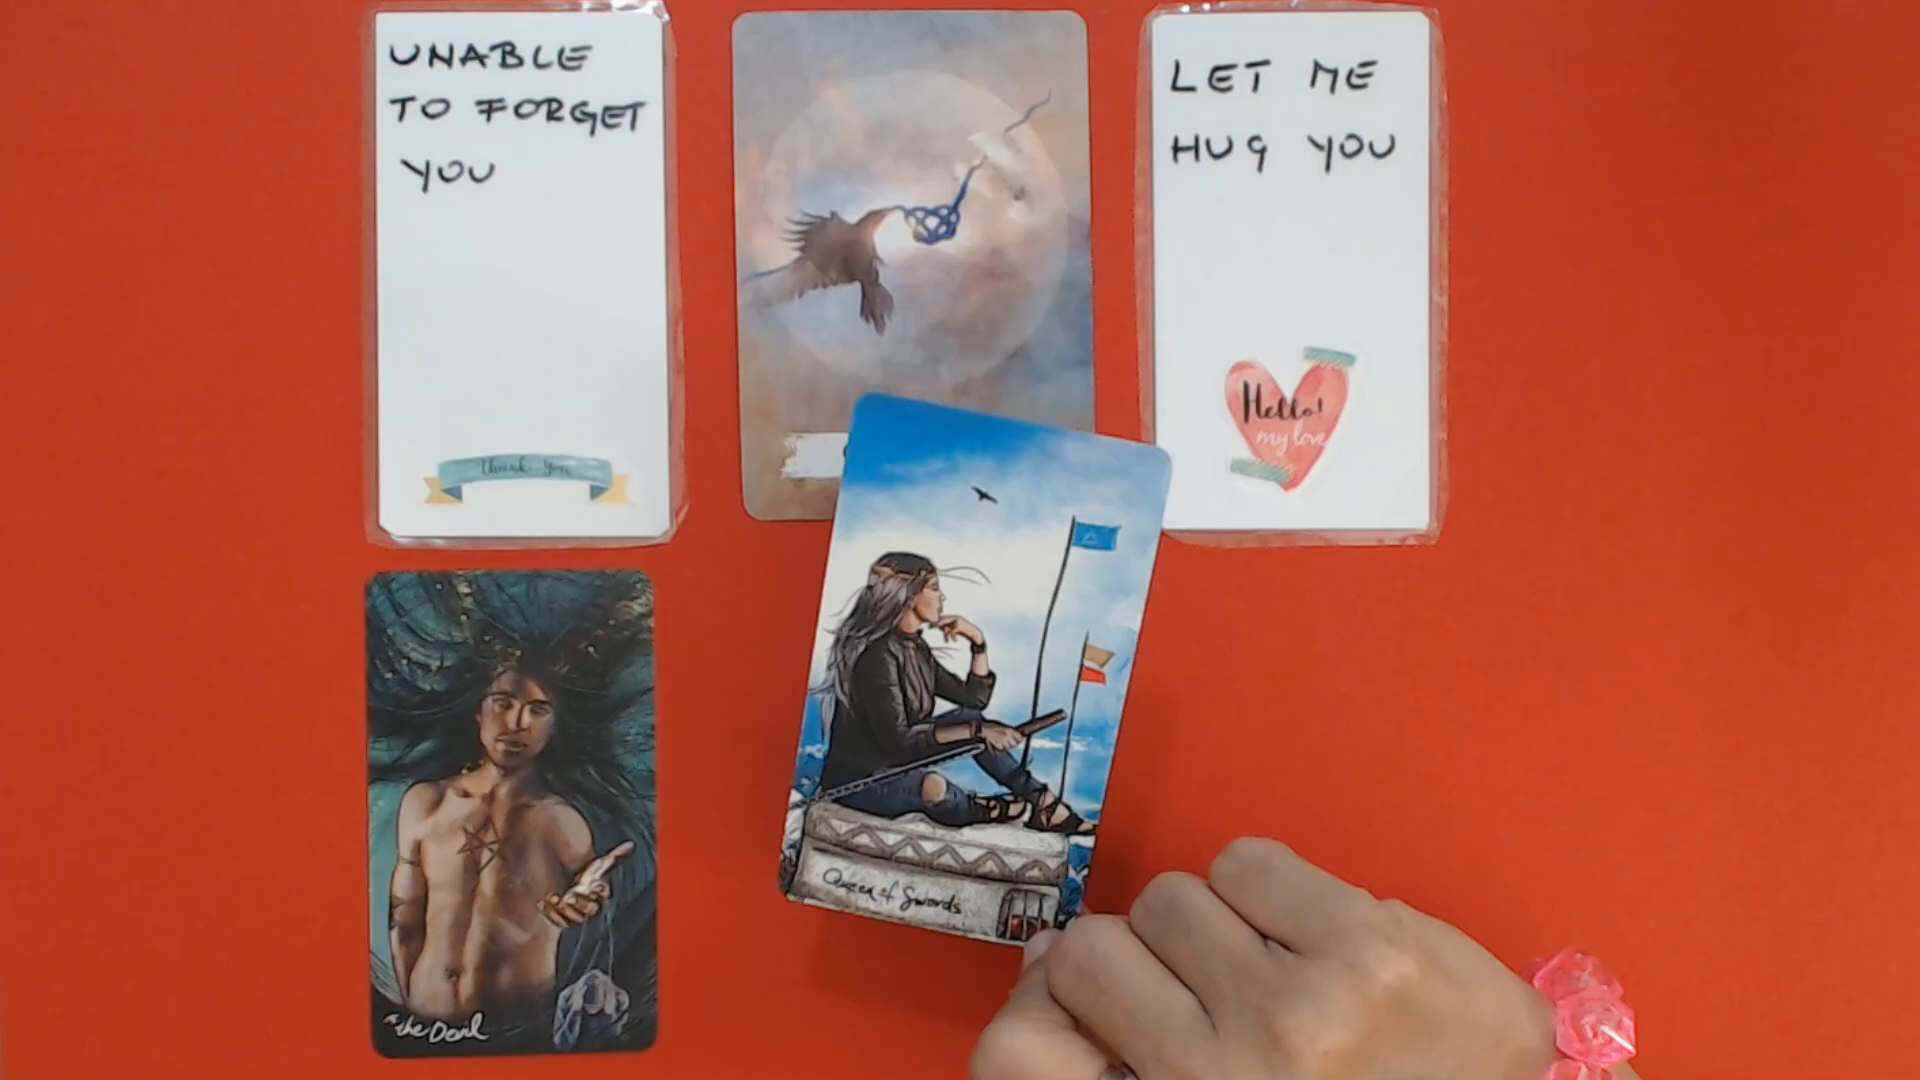 UNABLE
TO FORGET
YOU
thank you
LET ME
HUG YOU
Hello!
my love
the Devil
Queen of Swords